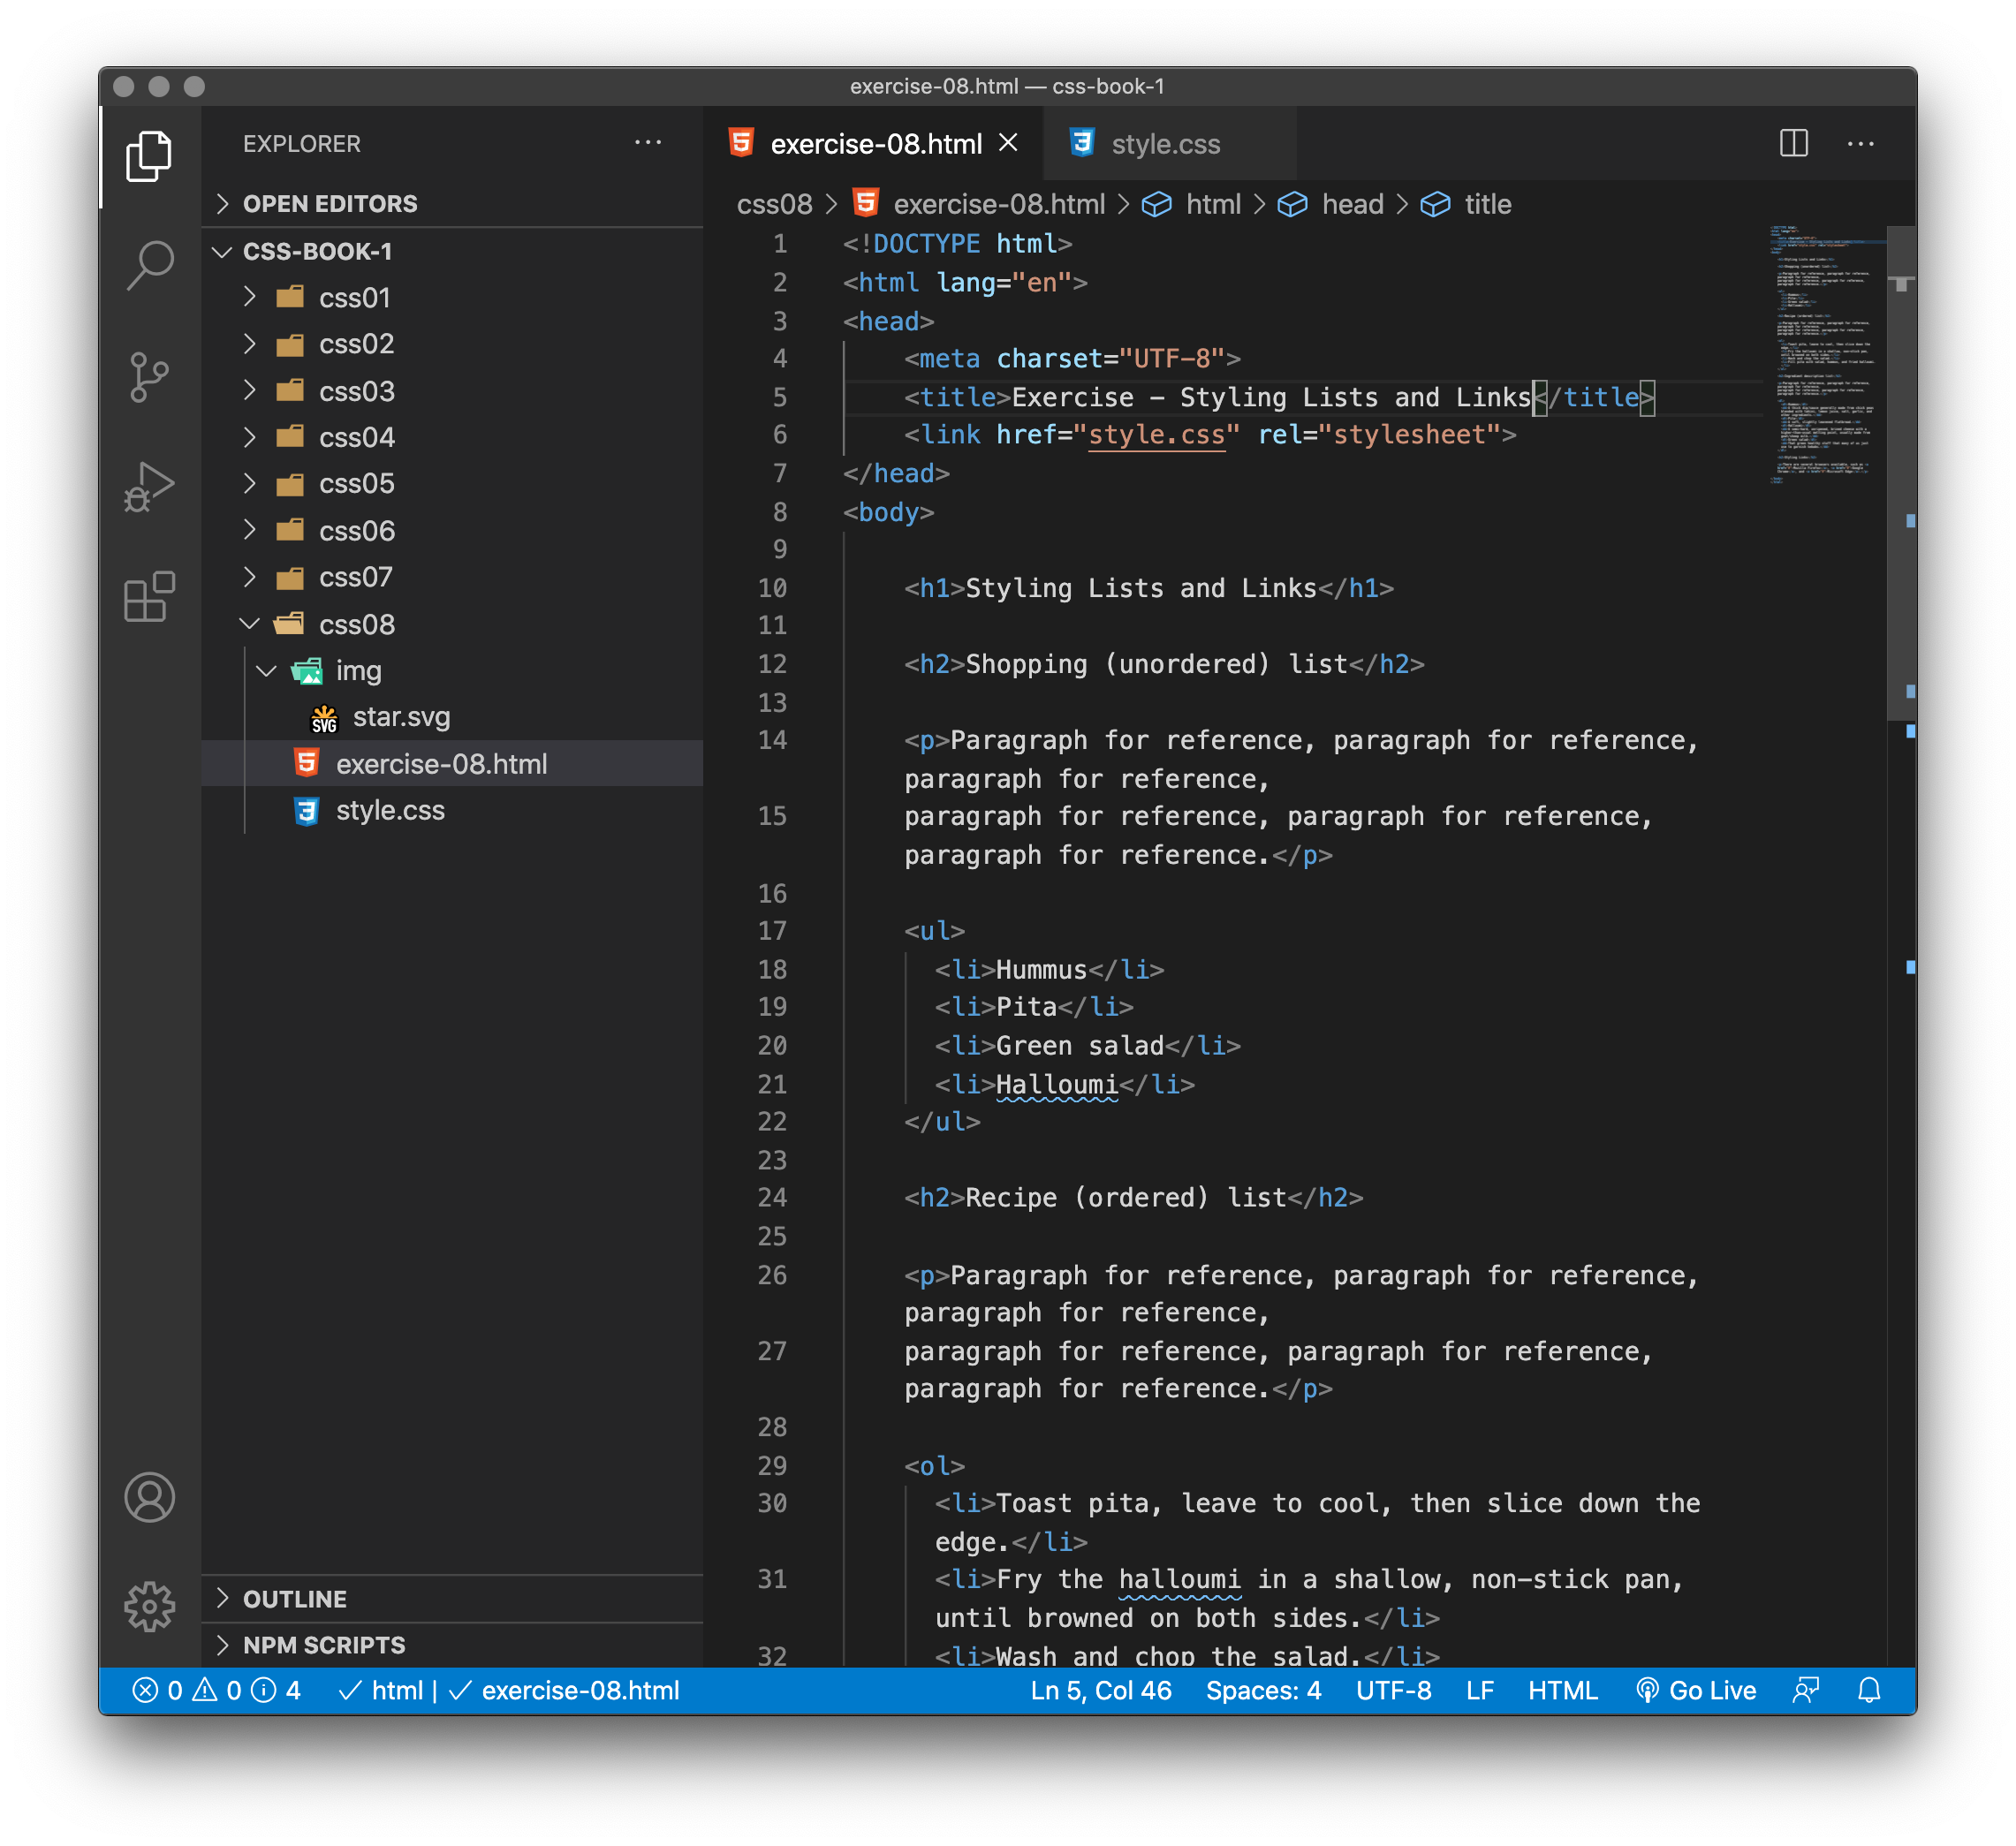 exercise-08.html — css-book-1
EXPLORER
OPEN EDITORS
CSS-BOOK-1
css01
css02
css03
css04
css05
css06
css07
css08
img
star.svg
exercise-08.html
style.css
OUTLINE
NPM SCRIPTS
exercise-08.html
style.css
css08 > exercise-08.html > html > head > title
1 <!DOCTYPE html>
2 <html lang="en">
3 <head>
4 <meta charset="UTF-8">
5 <title>Exercise – Styling Lists and Links</title>
6 <link href="style.css" rel="stylesheet">
7 </head>
8 <body>
9
10 <h1>Styling Lists and Links</h1>
11
12 <h2>Shopping (unordered) list</h2>
13
14 <p>Paragraph for reference, paragraph for reference,
paragraph for reference,
15 paragraph for reference, paragraph for reference,
paragraph for reference.</p>
16
17 <ul>
18 <li>Hummus</li>
19 <li>Pita</li>
20 <li>Green salad</li>
21 <li>Halloumi</li>
22 </ul>
23
24 <h2>Recipe (ordered) list</h2>
25
26 <p>Paragraph for reference, paragraph for reference,
paragraph for reference,
27 paragraph for reference, paragraph for reference,
paragraph for reference.</p>
28
29 <ol>
30 <li>Toast pita, leave to cool, then slice down the
edge.</li>
31 <li>Fry the halloumi in a shallow, non-stick pan,
until browned on both sides.</li>
32 <li>Wash and chop the salad.</li>
0 0 4 html | exercise-08.html Ln 5, Col 46 Spaces: 4 UTF-8 LF HTML Go Live